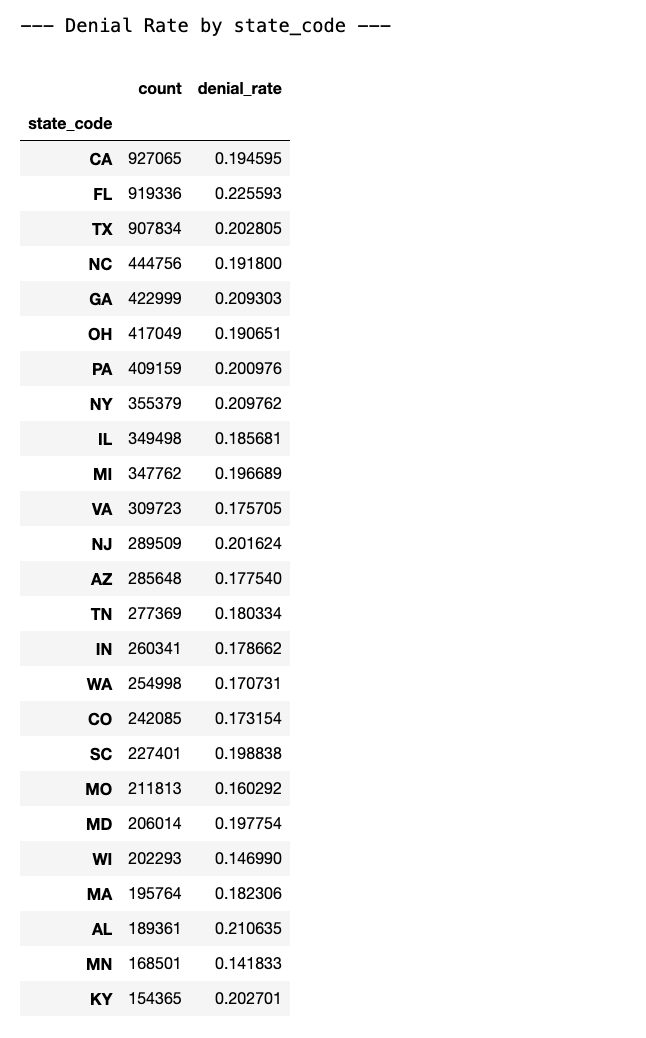 --- Denial Rate by state_code ---
count denial_rate
state_code
CA 927065 0.194595
FL 919336 0.225593
TX 907834 0.202805
NC 444756 0.191800
GA 422999 0.209303
OH 417049 0.190651
PA 409159 0.200976
NY 355379 0.209762
IL 349498 0.185681
MI 347762 0.196689
VA 309723 0.175705
NJ 289509 0.201624
AZ 285648 0.177540
TN 277369 0.180334
IN 260341 0.178662
WA 254998 0.170731
CO 242085 0.173154
SC 227401 0.198838
MO 211813 0.160292
MD 206014 0.197754
WI 202293 0.146990
MA 195764 0.182306
AL 189361 0.210635
MN 168501 0.141833
KY 154365 0.202701